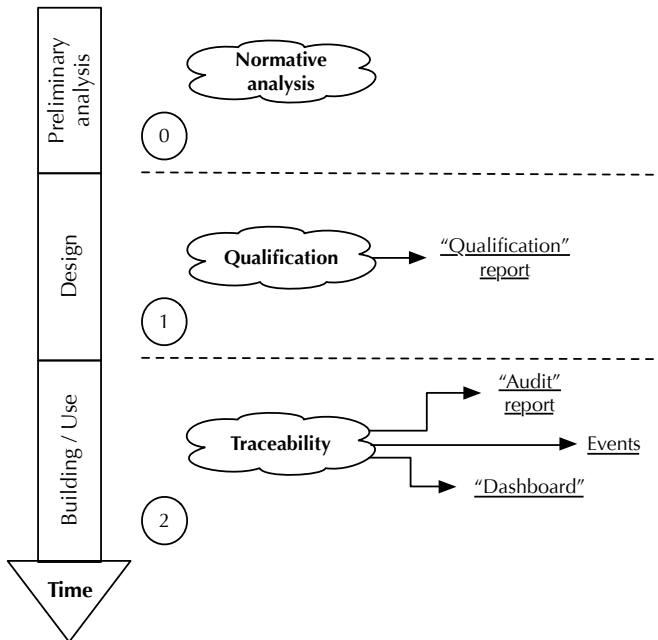 Preliminary
analysis
Normative
analysis
0
Design
Qualification
“Qualification”
report
1
Building / Use
Traceability
“Audit”
report
Events
“Dashboard”
2
Time